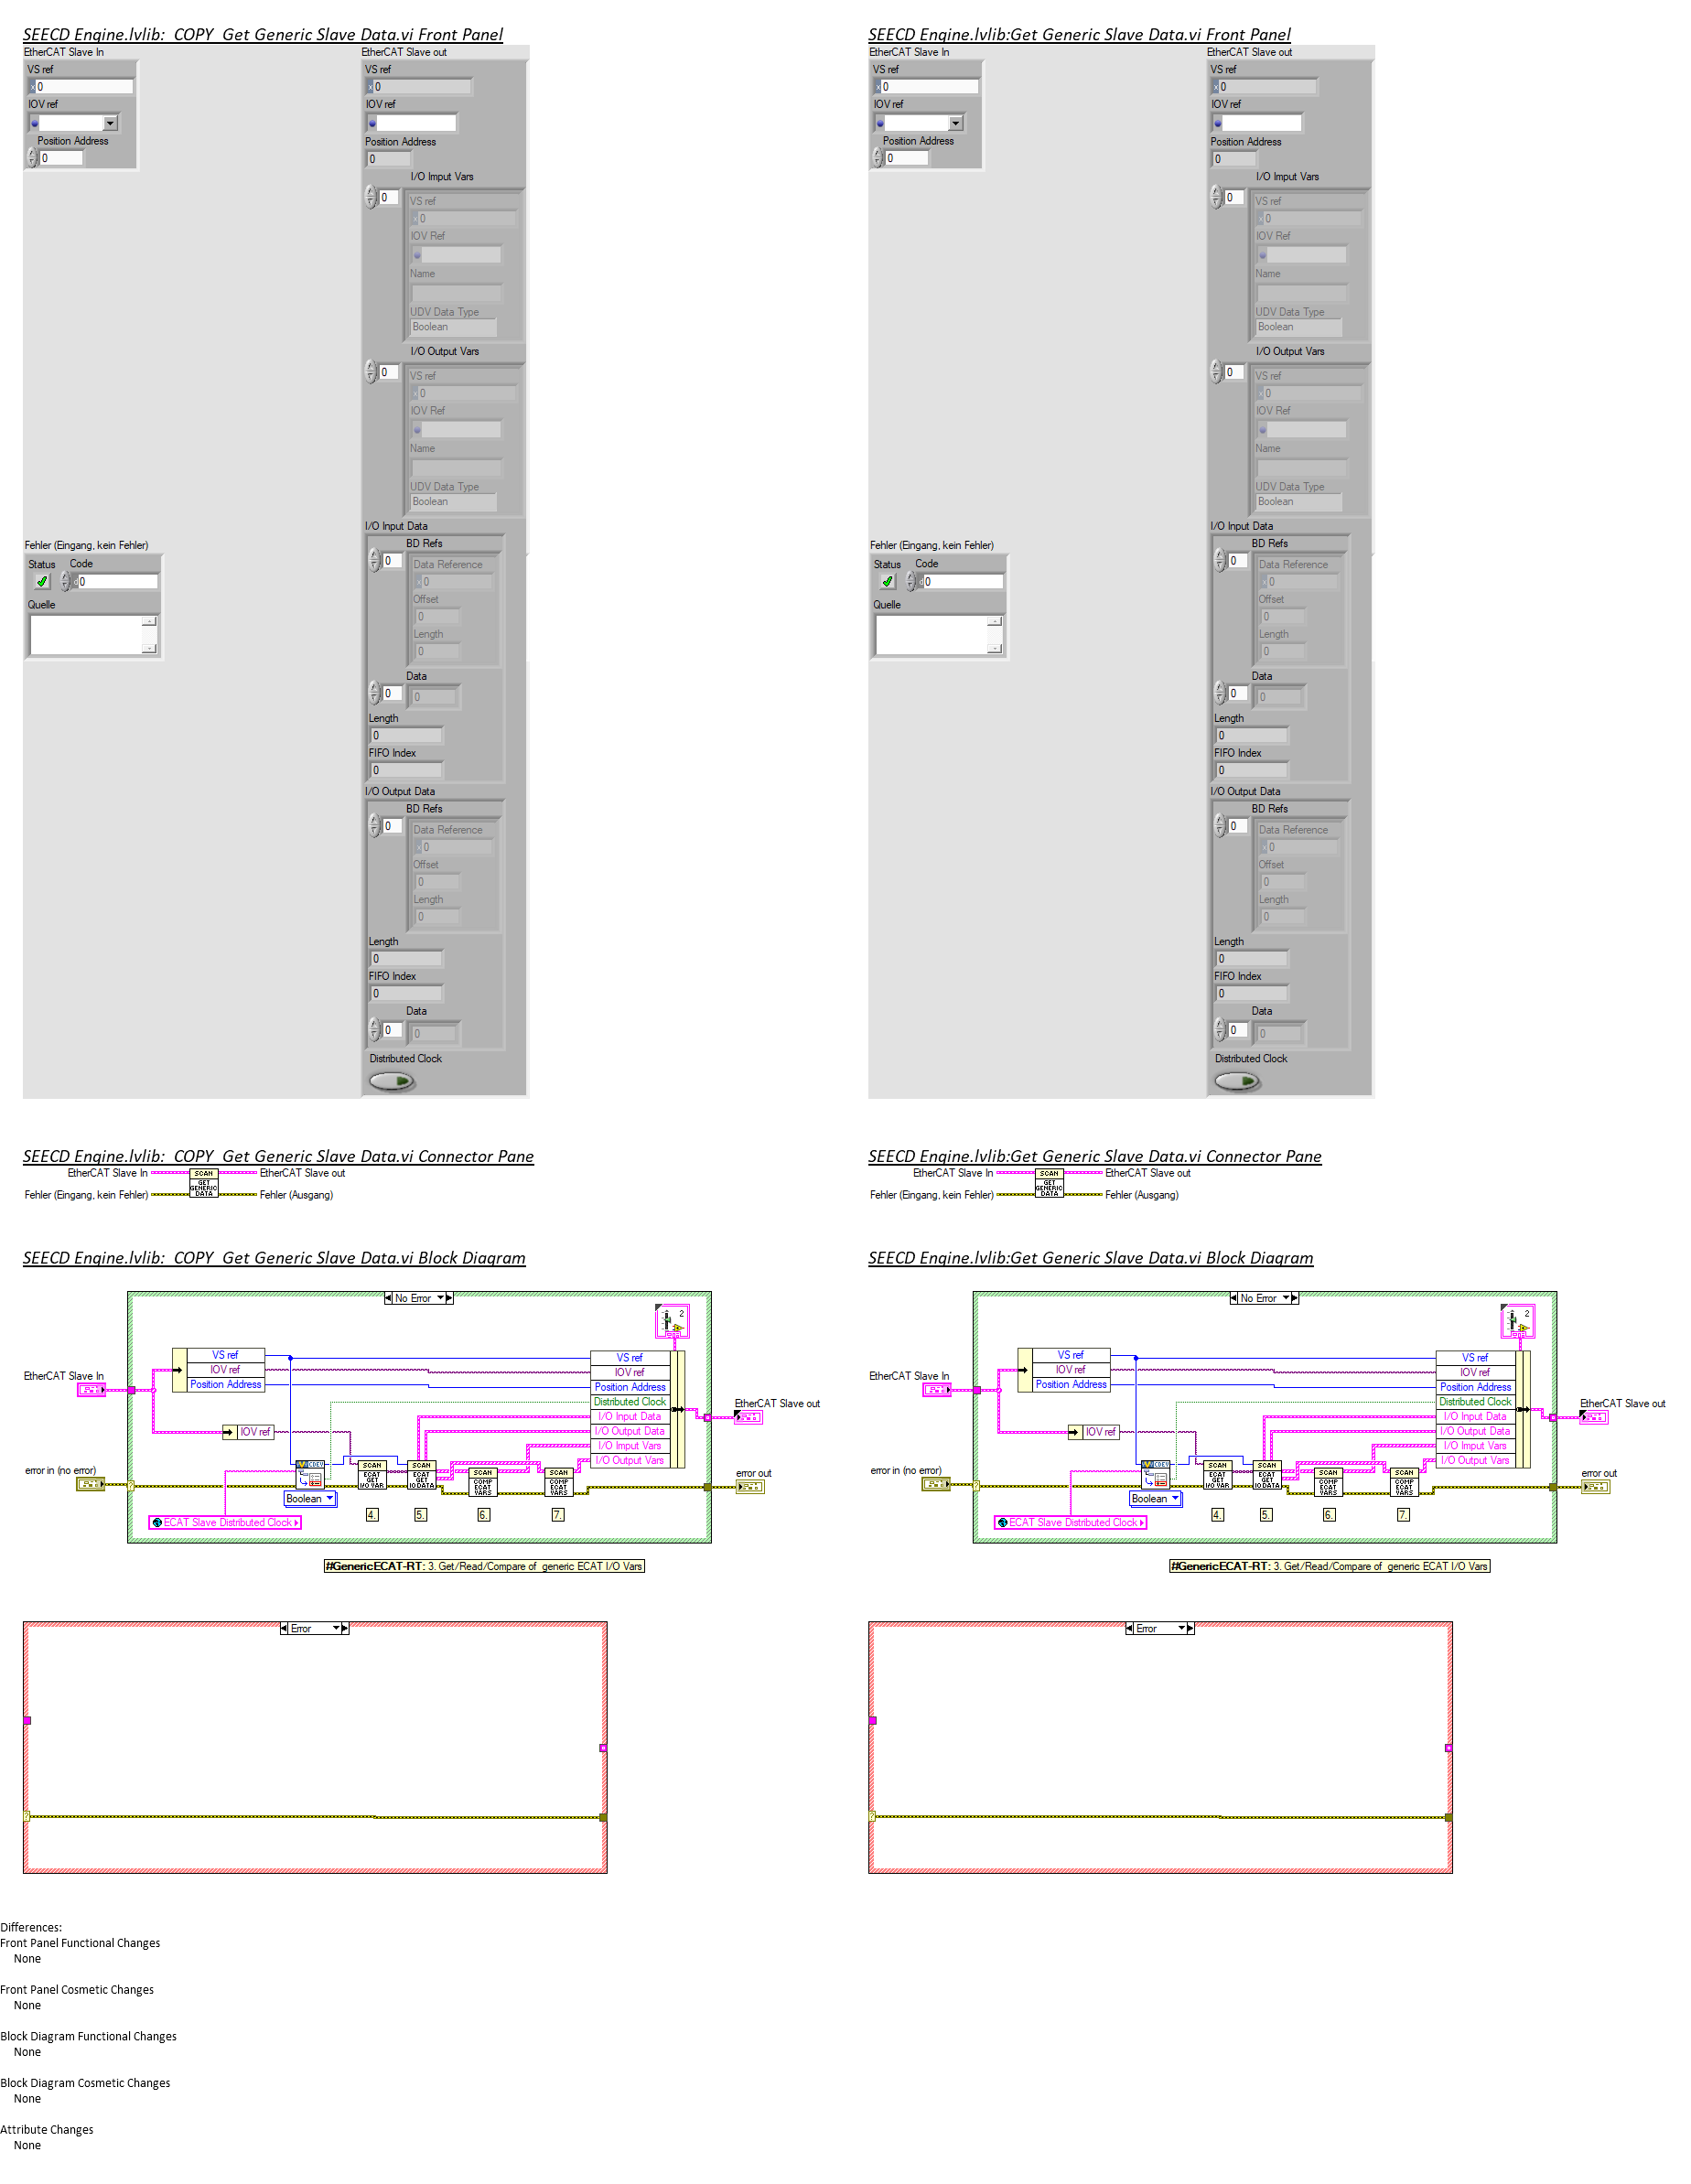 SEECD Engine.lvlib:  COPY  Get Generic Slave Data.vi Front Panel
EtherCAT Slave In
EtherCAT Slave out
VS ref
x 0
VS ref
x 0
IOV ref
IOV ref
Position Address
0
Position Address
0
I/O Imput Vars
0
VS ref
x 0
IOV Ref
Name
UDV Data Type
Boolean
I/O Output Vars
0
VS ref
x 0
IOV Ref
Name
UDV Data Type
Boolean
I/O Input Data
Fehler (Eingang, kein Fehler)
BD Refs
Status
Code
d 0
Quelle
0
Data Reference
x 0
Offset
0
Length
0
Data
0
0
Length
0
FIFO Index
0
I/O Output Data
BD Refs
0
Data Reference
x 0
Offset
0
Length
0
Length
0
FIFO Index
0
Data
0
0
Distributed Clock
SEECD Engine.lvlib:Get Generic Slave Data.vi Front Panel
EtherCAT Slave In
EtherCAT Slave out
VS ref
x 0
VS ref
x 0
IOV ref
IOV ref
Position Address
0
Position Address
0
I/O Imput Vars
0
VS ref
x 0
IOV Ref
Name
UDV Data Type
Boolean
I/O Output Vars
0
VS ref
x 0
IOV Ref
Name
UDV Data Type
Boolean
I/O Input Data
Fehler (Eingang, kein Fehler)
BD Refs
Status
Code
d 0
Quelle
0
Data Reference
x 0
Offset
0
Length
0
Data
0
0
Length
0
FIFO Index
0
I/O Output Data
BD Refs
0
Data Reference
x 0
Offset
0
Length
0
Length
0
FIFO Index
0
Data
0
0
Distributed Clock
SEECD Engine.lvlib:  COPY  Get Generic Slave Data.vi Connector Pane
EtherCAT Slave In
SCAN
GET
GENERIC
DATA
EtherCAT Slave out
Fehler (Eingang, kein Fehler)
Fehler (Ausgang)
SEECD Engine.lvlib:Get Generic Slave Data.vi Connector Pane
EtherCAT Slave In
SCAN
GET
GENERIC
DATA
EtherCAT Slave out
Fehler (Eingang, kein Fehler)
Fehler (Ausgang)
SEECD Engine.lvlib:  COPY  Get Generic Slave Data.vi Block Diagram
No Error
2
VS ref
IOV ref
Position Address
EtherCAT Slave In
IOV ref
VS ref
IOV ref
Position Address
Distributed Clock
I/O Input Data
I/O Output Data
I/O Imput Vars
I/O Output Vars
EtherCAT Slave out
error in (no error)
?
CDEV
Boolean
SCAN
ECAT
GET
I/O VAR
SCAN
ECAT
GET
IO DATA
SCAN
COMP
ECAT
VARS
SCAN
COMP
ECAT
VARS
error out
4.
5.
6.
7.
ECAT Slave Distributed Clock
#GenericECAT-RT: 3. Get/Read/Compare of  generic ECAT I/O Vars
Error
?
SEECD Engine.lvlib:Get Generic Slave Data.vi Block Diagram
No Error
2
VS ref
IOV ref
Position Address
EtherCAT Slave In
IOV ref
VS ref
IOV ref
Position Address
Distributed Clock
I/O Input Data
I/O Output Data
I/O Imput Vars
I/O Output Vars
EtherCAT Slave out
error in (no error)
?
CDEV
Boolean
SCAN
ECAT
GET
I/O VAR
SCAN
ECAT
GET
IO DATA
SCAN
COMP
ECAT
VARS
SCAN
COMP
ECAT
VARS
error out
4.
5.
6.
7.
ECAT Slave Distributed Clock
#GenericECAT-RT: 3. Get/Read/Compare of  generic ECAT I/O Vars
Error
?
Differences:
Front Panel Functional Changes
None
Front Panel Cosmetic Changes
None
Block Diagram Functional Changes
None
Block Diagram Cosmetic Changes
None
Attribute Changes
None